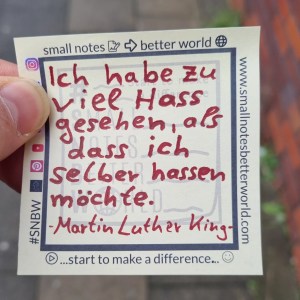 small notes → better world
Ich habe zu
viel Hass
gesehen, als
dass ich
selber hassen
möchte.
-Martin Luther King-
...start to make a difference...
#SNBW
www.smallnotesbetterworld.com